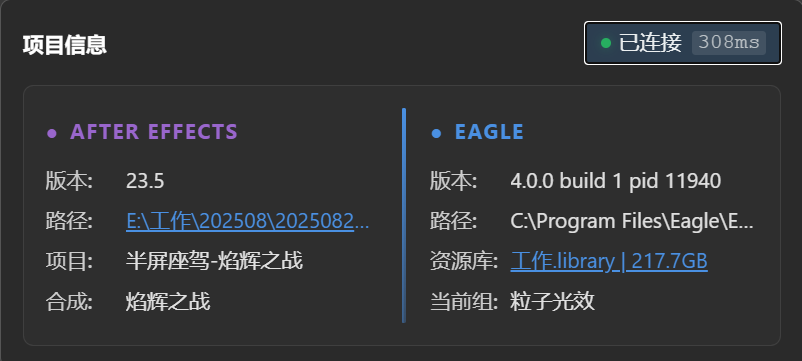 项目信息
已连接 308ms
AFTER EFFECTS
版本: 23.5
路径: E:\工作\202508\2025082...
项目: 半屏座驾-焰辉之战
合成: 焰辉之战
EAGLE
版本: 4.0.0 build 1 pid 11940
路径: C:\Program Files\Eagle\E...
资源库: 工作.library | 217.7GB
当前组: 粒子光效